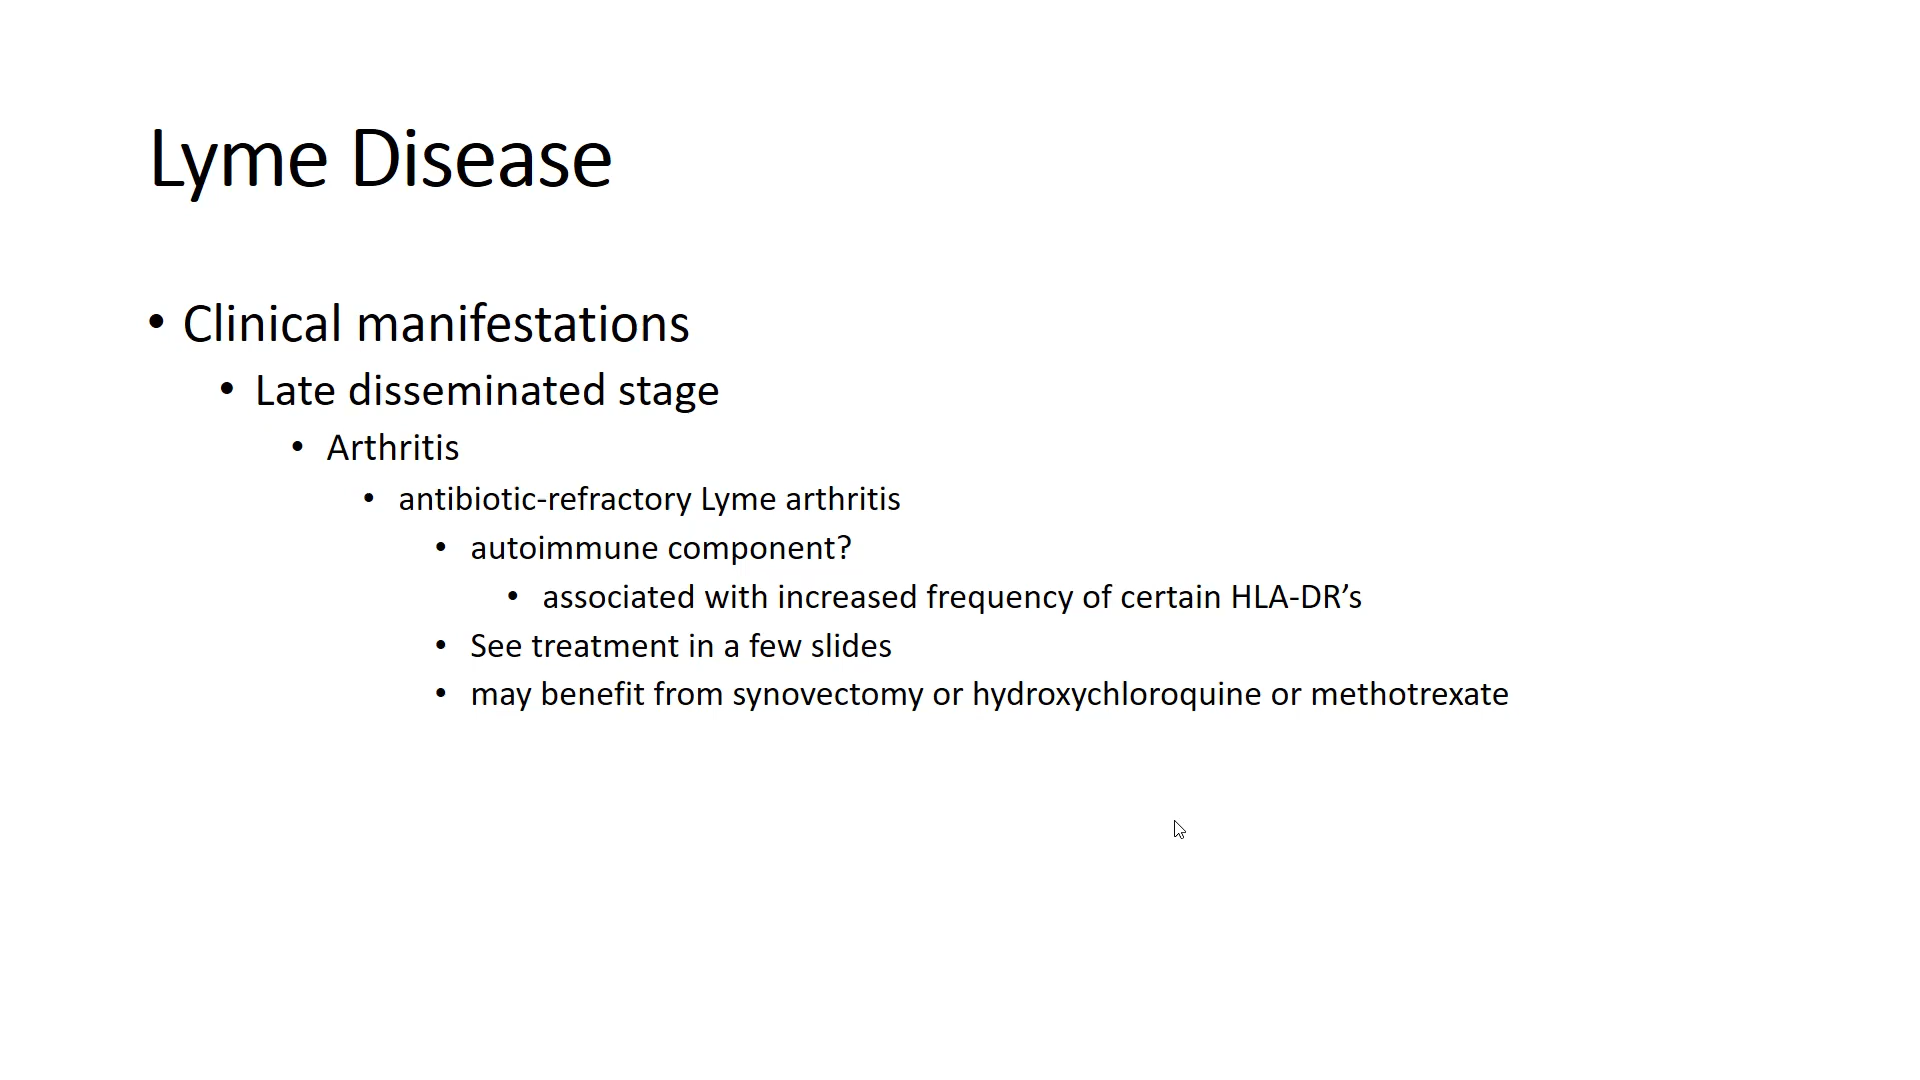 Lyme Disease
• Clinical manifestations
• Late disseminated stage
• Arthritis
• antibiotic-refractory Lyme arthritis
• autoimmune component?
• associated with increased frequency of certain HLA-DR’s
• See treatment in a few slides
• may benefit from synovectomy or hydroxychloroquine or methotrexate